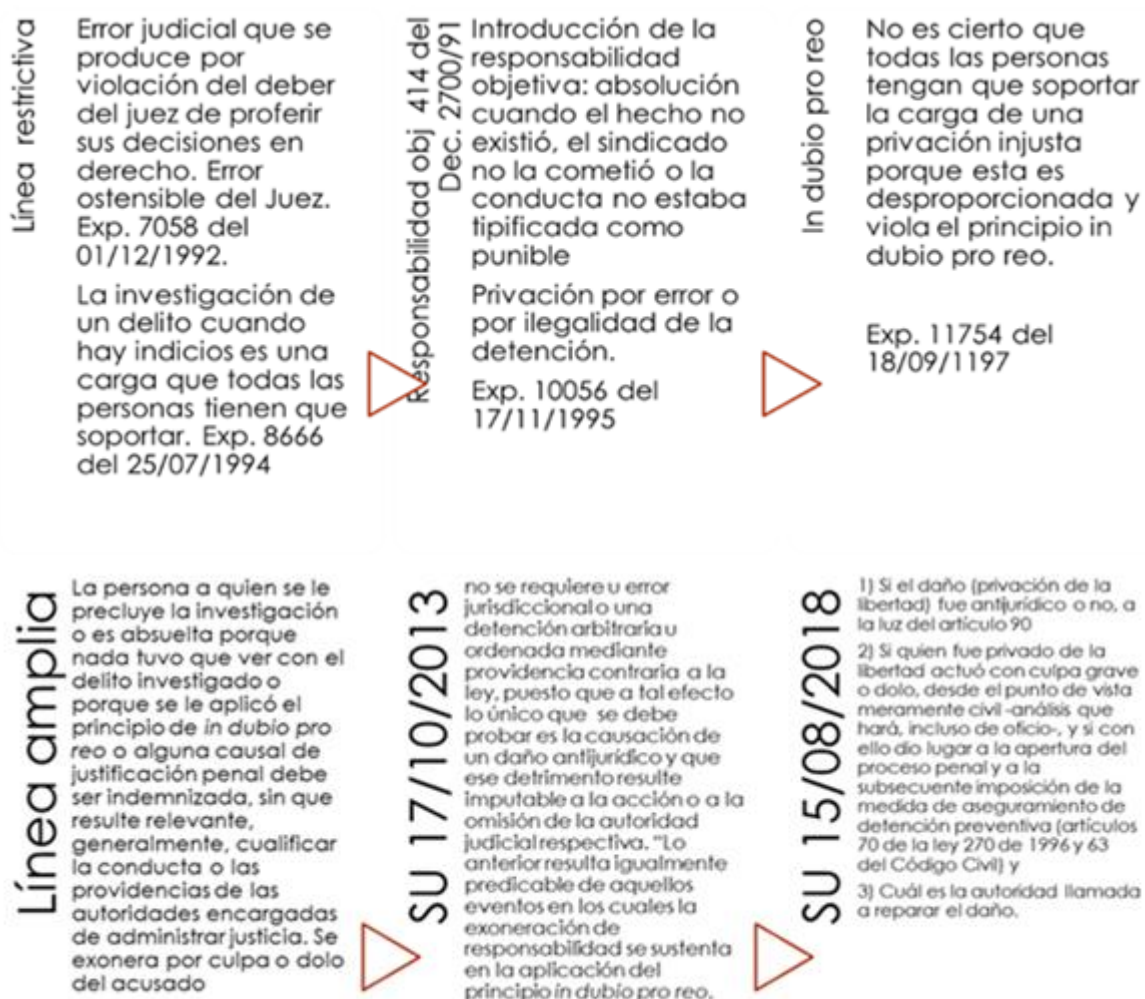 Línea restrictiva
Error judicial que se
produce por
violación del deber
del juez de proferir
sus decisiones en
derecho. Error
ostensible del Juez.
Exp. 7058 del
01/12/1992.
La investigación de
un delito cuando
hay indicios es una
carga que todas las
personas tienen que
soportar. Exp. 8666
del 25/07/1994
Responsabilidad obj 414 del
Dec. 2700/91
Introducción de la
responsabilidad
objetiva: absolución
cuando el hecho no
existió, el sindicado
no la cometió o la
conducta no estaba
tipificada como
punible
Privación por error o
por ilegalidad de la
detención.
Exp. 10056 del
17/11/1995
In dubio pro reo
No es cierto que
todas las personas
tengan que soportar
la carga de una
privación injusta
porque esta es
desproporcionada y
viola el principio in
dubio pro reo.
Exp. 11754 del
18/09/1197
Línea amplia
La persona a quien se le
precluye la investigación
o es absuelta porque
nada tuvo que ver con el
delito investigado o
porque se le aplicó el
principio de in dubio pro
reo o alguna causal de
justificación penal debe
ser indemnizada, sin que
resulte relevante,
generalmente, cualificar
la conducta o las
providencias de las
autoridades encargadas
de administrar justicia. Se
exonera por culpa o dolo
del acusado
SU 17/10/2013
no se requiere u error
jurisdiccional o una
detención arbitraria u
ordenada mediante
providencia contraria a la
ley, puesto que a tal efecto
lo único que se debe
probar es la causación de
un daño antijurídico y que
ese detrimento resulte
imputable a la acción o a la
omisión de la autoridad
judicial respectiva. “Lo
anterior resulta igualmente
predicable de aquellos
eventos en los cuales la
exoneración de
responsabilidad se sustenta
en la aplicación del
principio in dubio pro reo.
SU 15/08/2018
1) Si el daño (privación de la
libertad) fue antijurídico o no, a
la luz del artículo 90
2) Si quien fue privado de la
libertad actuó con culpa grave
o dolo, desde el punto de vista
meramente civil -análisis que
hará, incluso de oficio-, y si con
ello dio lugar a la apertura del
proceso penal y a la
subsecuente imposición de la
medida de aseguramiento de
detención preventiva (artículos
70 de la ley 270 de 1996 y 63
del Código Civil) y
3) Cuál es la autoridad llamada
a reparar el daño.